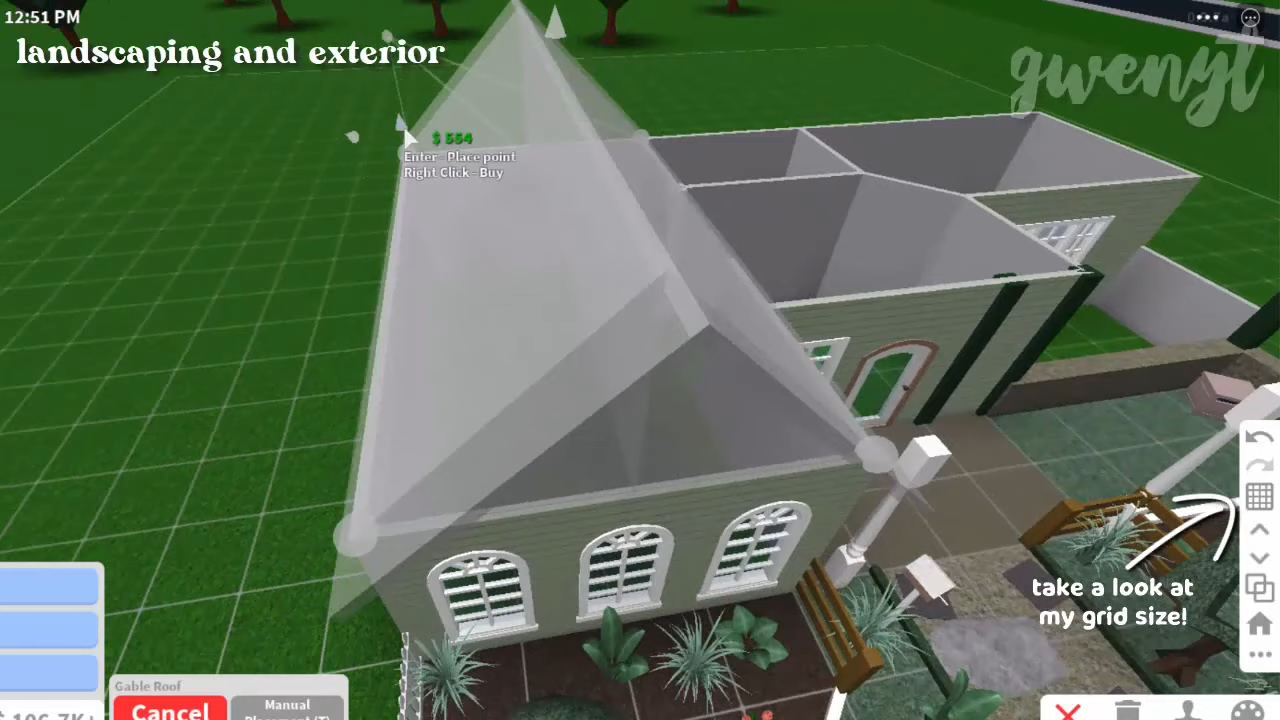 12:51 PM
landscaping and exterior
gwenyt
$ 554
Enter - Place point
Right Click - Buy
take a look at
my grid size!
Gable Roof
Cancel
Manual
Placement (T)